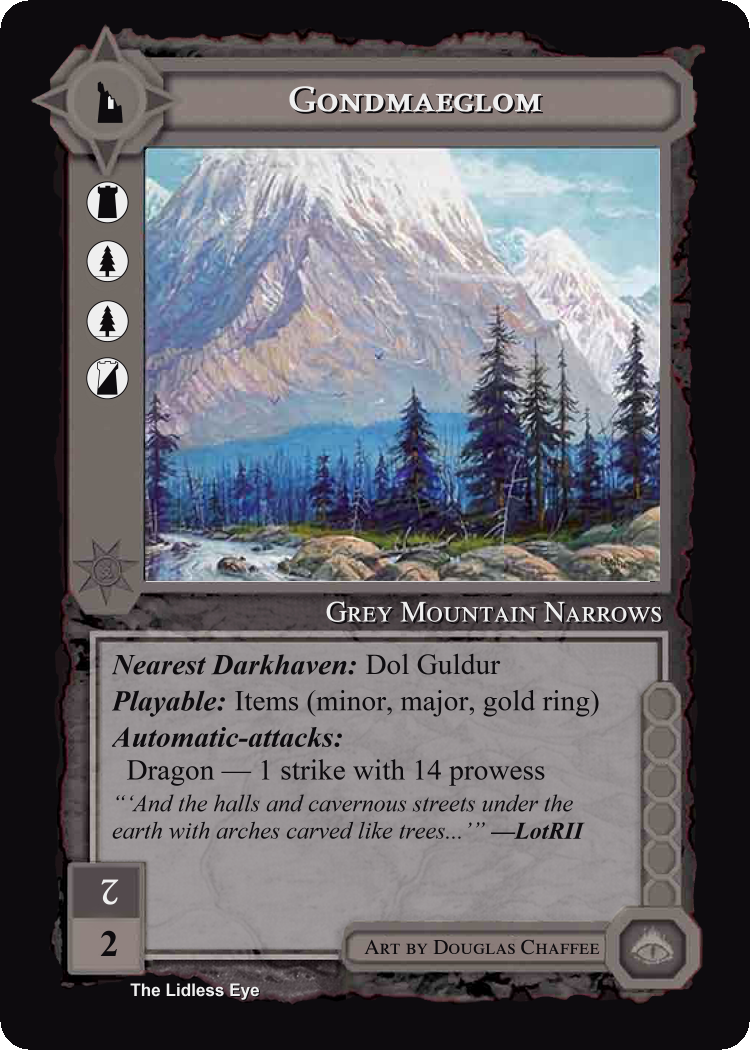 Gondmaeglom
Grey Mountain Narrows
Nearest Darkhaven: Dol Guldur
Playable: Items (minor, major, gold ring)
Automatic-attacks:
Dragon — 1 strike with 14 prowess
“‘And the halls and cavernous streets under the
earth with arches carved like trees...’” —LotRII
2
2
Art by Douglas Chaffee
The Lidless Eye